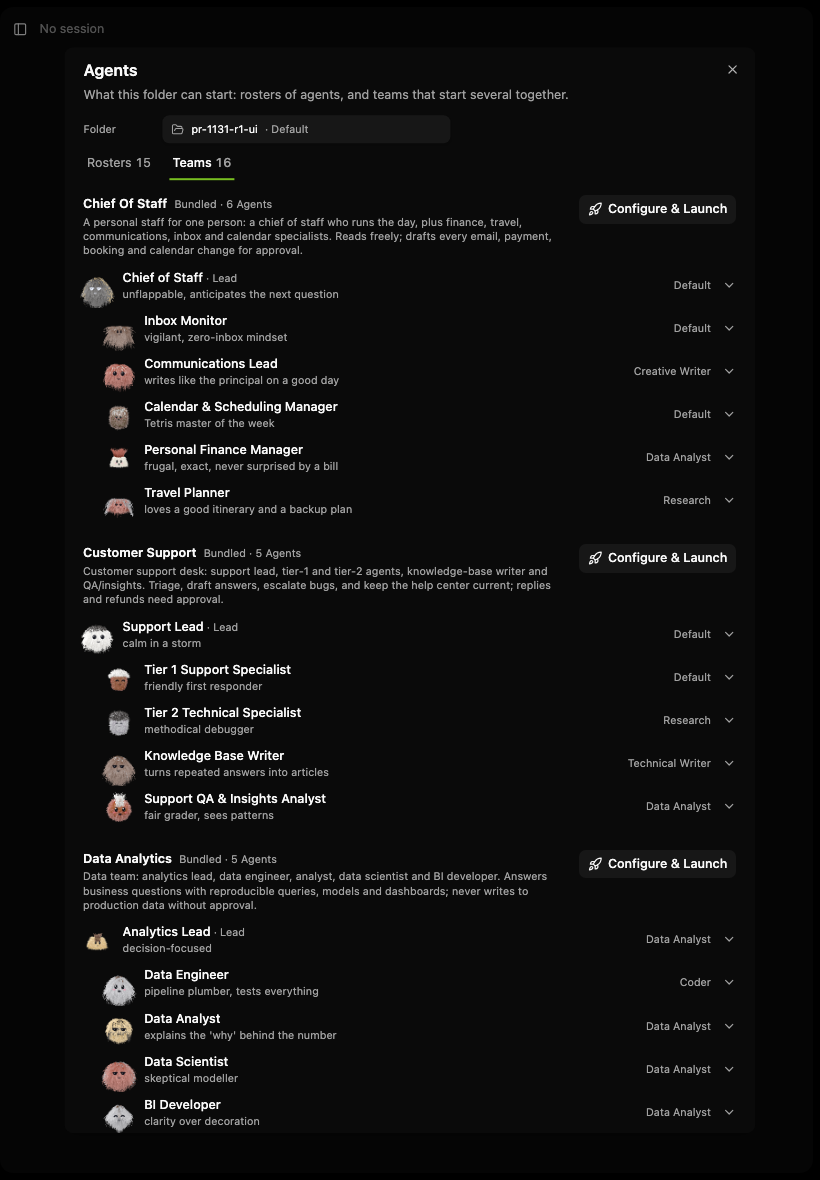 No session
Agents
What this folder can start: rosters of agents, and teams that start several together.
Folder
pr-1131-r1-ui · Default
Rosters 15 Teams 16
Chief Of Staff Bundled · 6 Agents
Configure & Launch
A personal staff for one person: a chief of staff who runs the day, plus finance, travel,
communications, inbox and calendar specialists. Reads freely; drafts every email, payment,
booking and calendar change for approval.
Chief of Staff · Lead
unflappable, anticipates the next question
Default
Inbox Monitor
vigilant, zero-inbox mindset
Default
Communications Lead
writes like the principal on a good day
Creative Writer
Calendar & Scheduling Manager
Tetris master of the week
Default
Personal Finance Manager
frugal, exact, never surprised by a bill
Data Analyst
Travel Planner
loves a good itinerary and a backup plan
Research
Customer Support Bundled · 5 Agents
Configure & Launch
Customer support desk: support lead, tier-1 and tier-2 agents, knowledge-base writer and
QA/insights. Triage, draft answers, escalate bugs, and keep the help center current; replies
and refunds need approval.
Support Lead · Lead
calm in a storm
Default
Tier 1 Support Specialist
friendly first responder
Default
Tier 2 Technical Specialist
methodical debugger
Research
Knowledge Base Writer
turns repeated answers into articles
Technical Writer
Support QA & Insights Analyst
fair grader, sees patterns
Data Analyst
Data Analytics Bundled · 5 Agents
Configure & Launch
Data team: analytics lead, data engineer, analyst, data scientist and BI developer. Answers
business questions with reproducible queries, models and dashboards; never writes to
production data without approval.
Analytics Lead · Lead
decision-focused
Data Analyst
Data Engineer
pipeline plumber, tests everything
Coder
Data Analyst
explains the 'why' behind the number
Data Analyst
Data Scientist
skeptical modeller
Data Analyst
BI Developer
clarity over decoration
Data Analyst